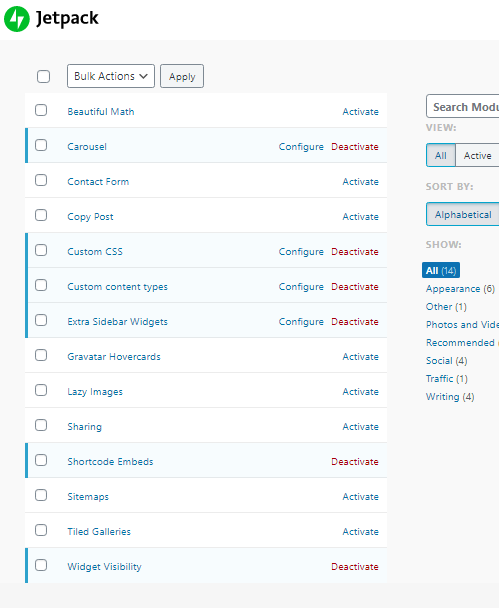 Jetpack
Bulk Actions Apply
Beautiful Math Activate
Carousel Configure Deactivate
Contact Form Activate
Copy Post Activate
Custom CSS Configure Deactivate
Custom content types Configure Deactivate
Extra Sidebar Widgets Configure Deactivate
Gravatar Hovercards Activate
Lazy Images Activate
Sharing Activate
Shortcode Embeds Deactivate
Sitemaps Activate
Tiled Galleries Activate
Widget Visibility Deactivate
Search Modu
VIEW:
All Active
SORT BY:
Alphabetical
SHOW:
All (14)
Appearance (6)
Other (1)
Photos and Vide
Recommended (
Social (4)
Traffic (1)
Writing (4)